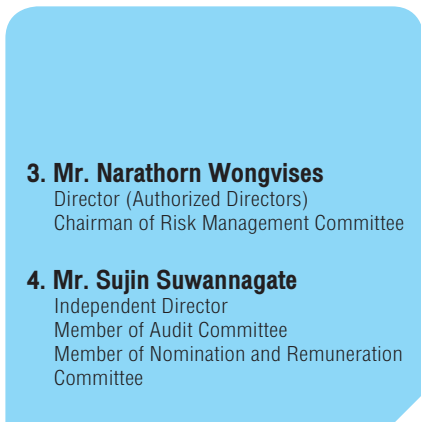 3. Mr. Narathorn Wongvises
Director (Authorized Directors)
Chairman of Risk Management Committee
4. Mr. Sujin Suwannagate
Independent Director
Member of Audit Committee
Member of Nomination and Remuneration
Committee